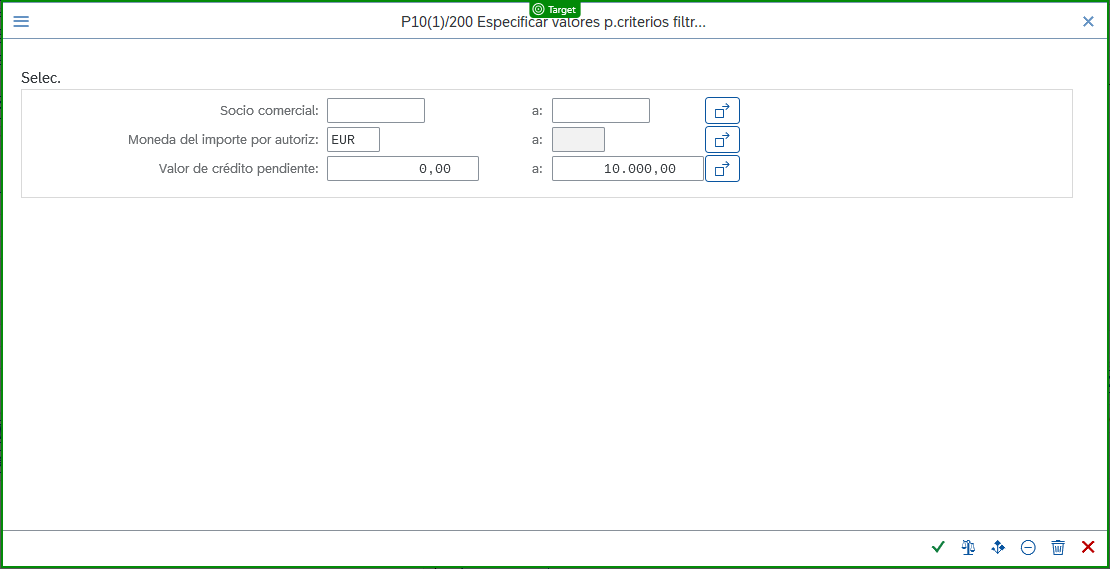 Target
P10(1)/200 Especificar valores p.criterios filtr...
Selec.
Socio comercial: a:
Moneda del importe por autoriz: EUR a:
Valor de crédito pendiente: 0,00 a: 10.000,00